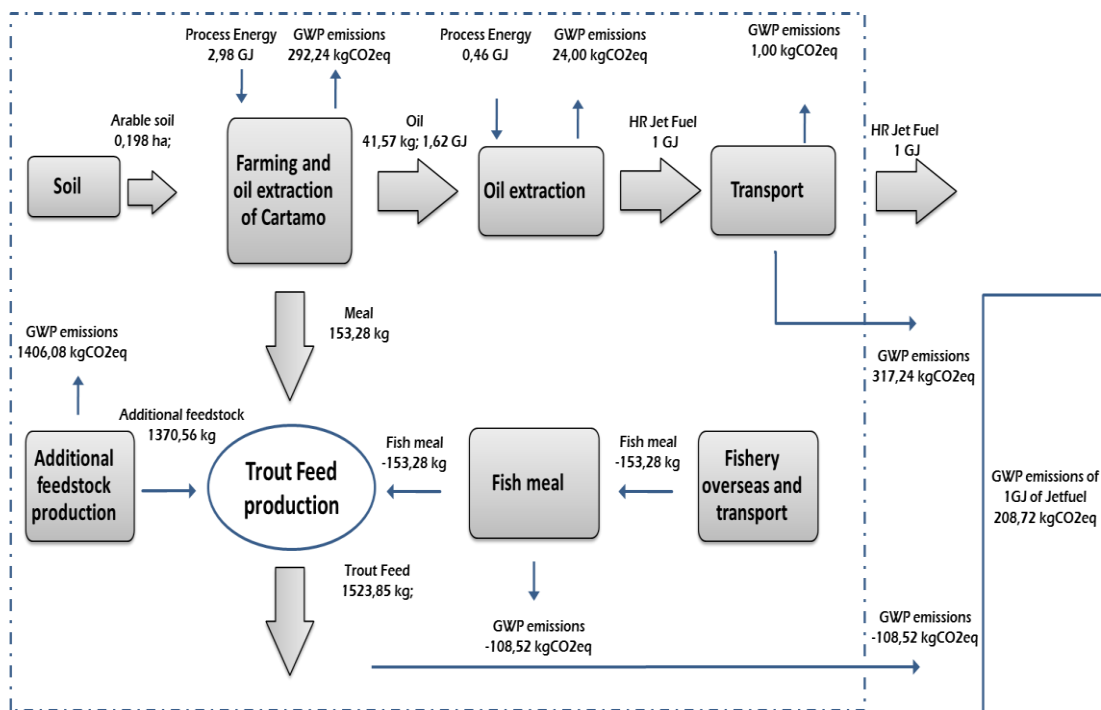 Process Energy
2,98 GJ
GWP emissions
292,24 kgCO2eq
Process Energy
0,46 GJ
GWP emissions
24,00 kgCO2eq
GWP emissions
1,00 kgCO2eq
Arable soil
0,198 ha;
Oil
41,57 kg; 1,62 GJ
HR Jet Fuel
1 GJ
HR Jet Fuel
1 GJ
Soil
Farming and
oil extraction
of Cartamo
Oil extraction
Transport
Meal
153,28 kg
GWP emissions
1406,08 kgCO2eq
GWP emissions
317,24 kgCO2eq
Additional feedstock
1370,56 kg
Additional
feedstock
production
Trout Feed
production
Fish meal
-153,28 kg
Fish meal
Fish meal
-153,28 kg
Fishery
overseas and
transport
GWP emissions of
1GJ of Jetfuel
208,72 kgCO2eq
Trout Feed
1523,85 kg;
GWP emissions
-108,52 kgCO2eq
GWP emissions
-108,52 kgCO2eq